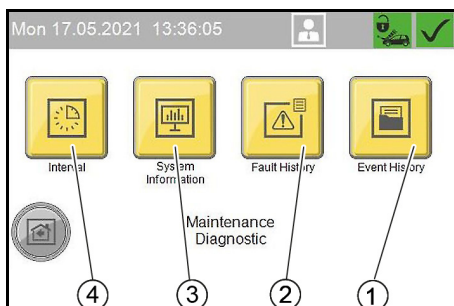 Mon 17.05.2021 13:36:05
Interval
System
Information
Fault History
Event History
Maintenance
Diagnostic
4
3
2
1